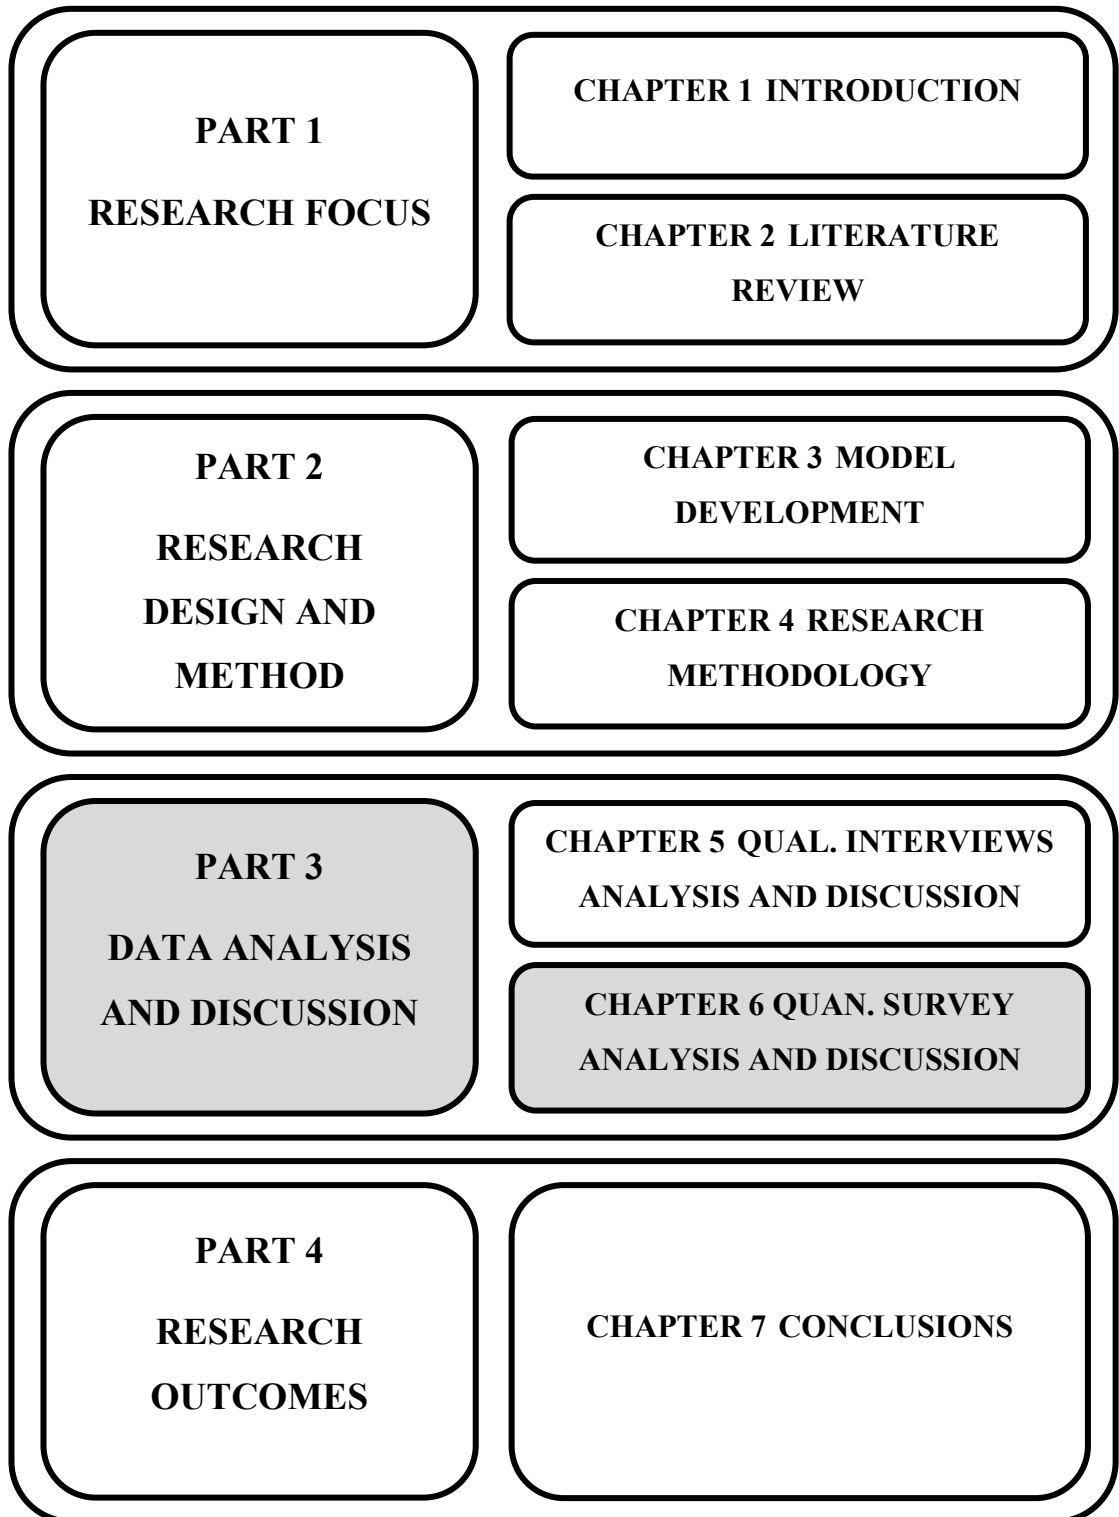 PART 1
RESEARCH FOCUS
CHAPTER 1 INTRODUCTION
CHAPTER 2 LITERATURE
REVIEW
PART 2
RESEARCH
DESIGN AND
METHOD
CHAPTER 3 MODEL
DEVELOPMENT
CHAPTER 4 RESEARCH
METHODOLOGY
PART 3
DATA ANALYSIS
AND DISCUSSION
CHAPTER 5 QUAL. INTERVIEWS
ANALYSIS AND DISCUSSION
CHAPTER 6 QUAN. SURVEY
ANALYSIS AND DISCUSSION
PART 4
RESEARCH
OUTCOMES
CHAPTER 7 CONCLUSIONS